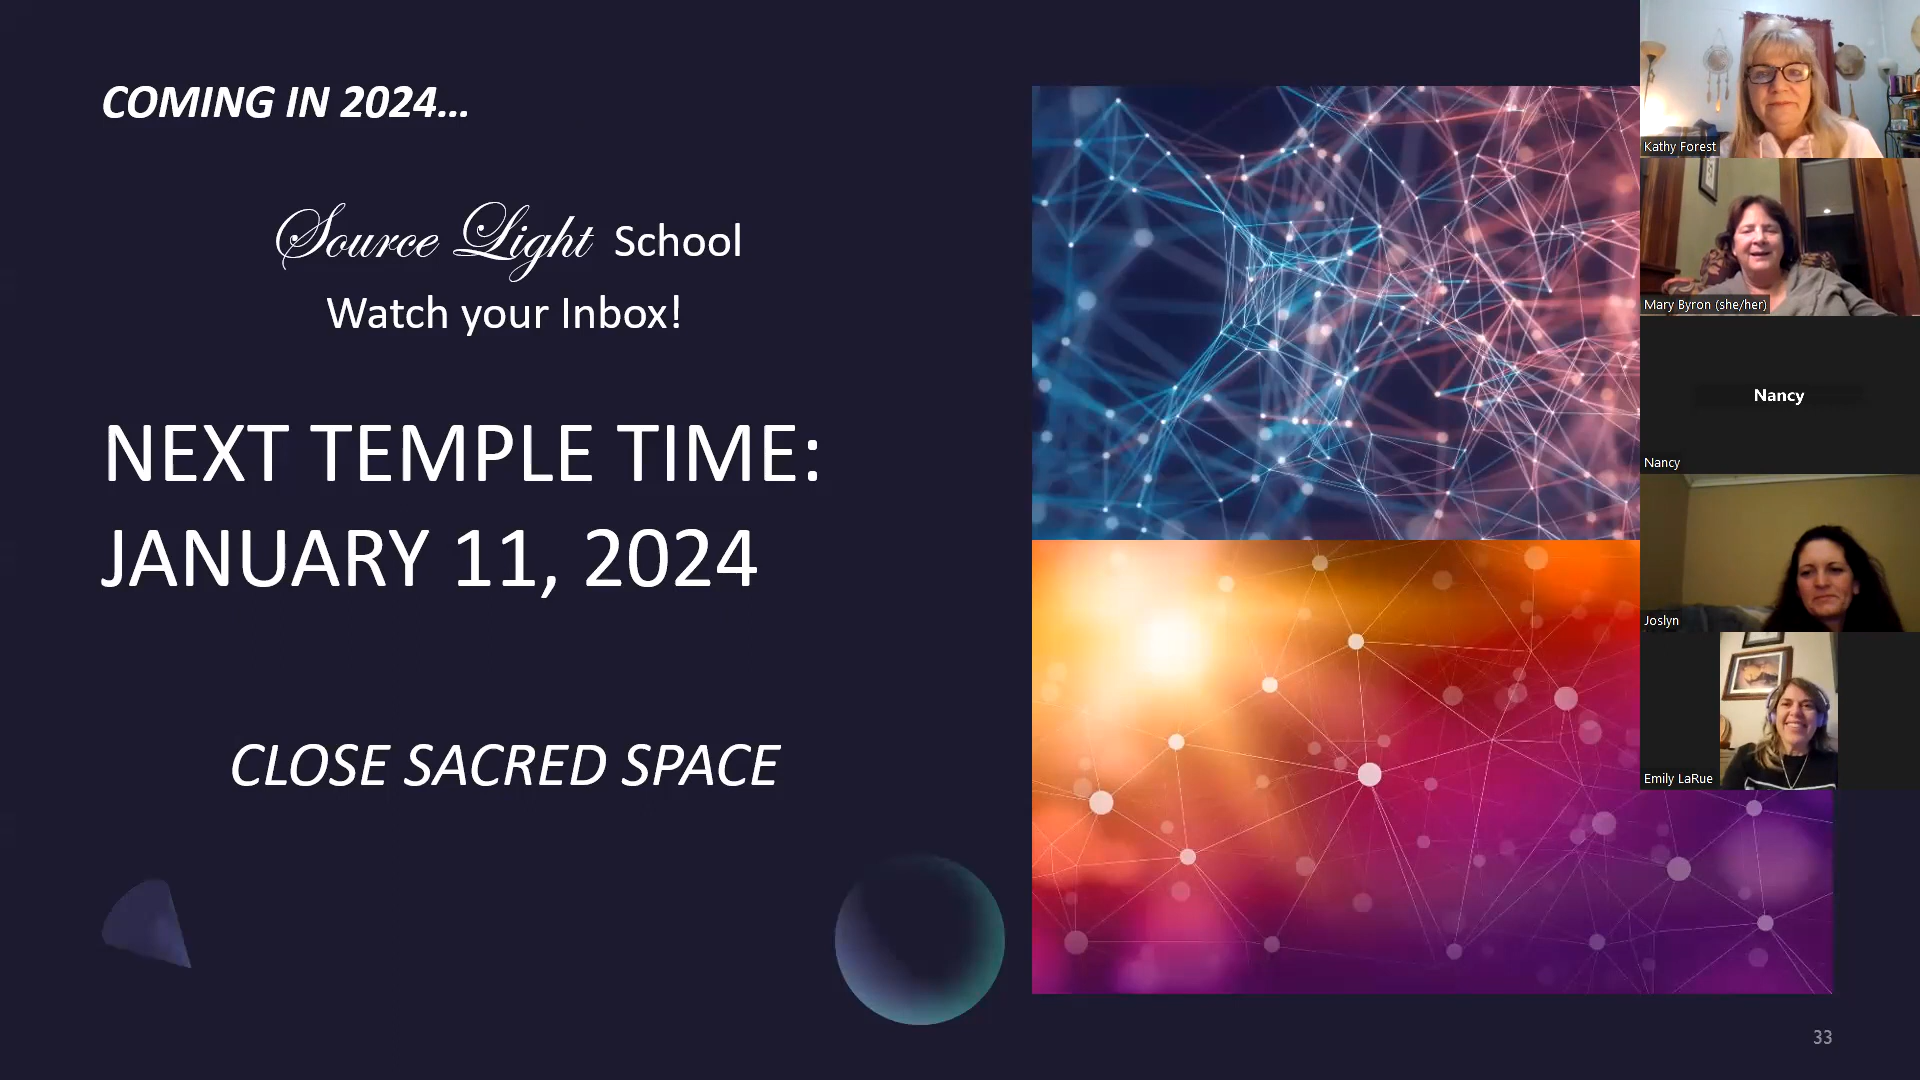 COMING IN 2024...
Source Light School
Watch your Inbox!
NEXT TEMPLE TIME:
JANUARY 11, 2024
CLOSE SACRED SPACE
33
Kathy Forest
Mary Byron (she/her)
Nancy
Nancy
Joslyn
Emily LaRue